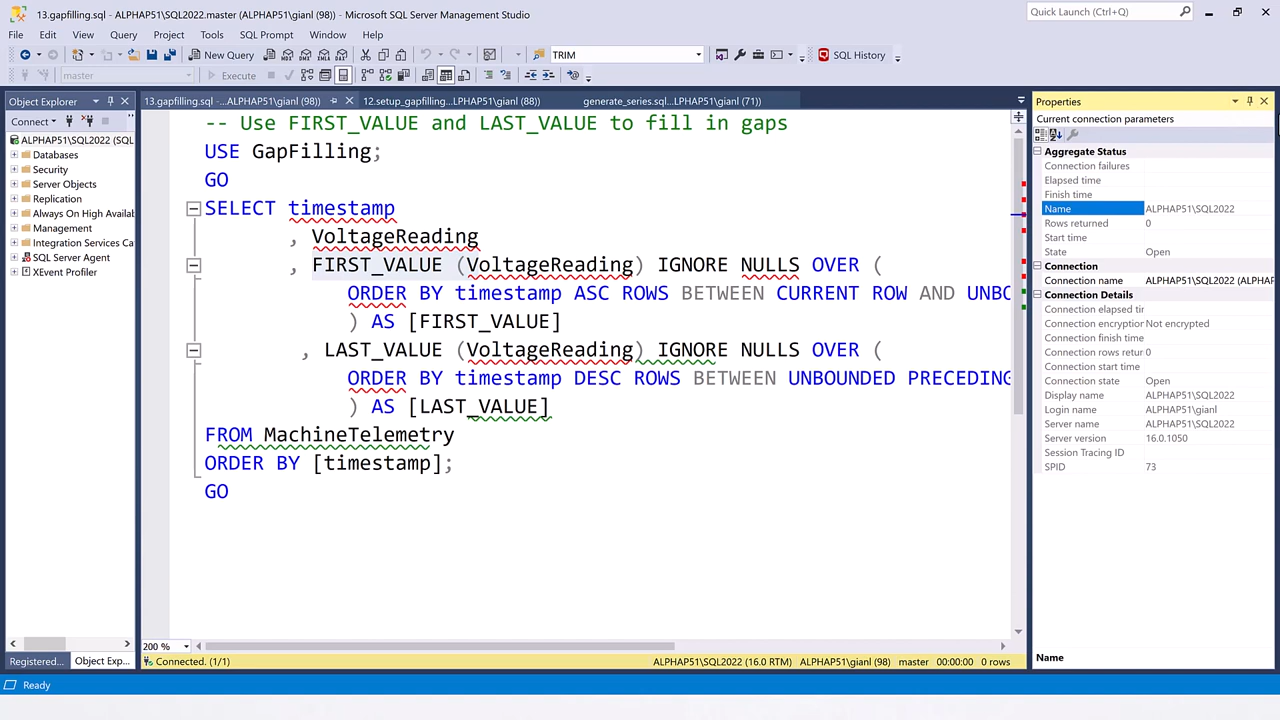 13.gapfilling.sql - ALPHAP51\SQL2022.master (ALPHAP51\gianl (98)) - Microsoft SQL Server Management Studio
Quick Launch (Ctrl+Q)
File Edit View Query Project Tools SQL Prompt Window Help
New Query MDX DMX XMLA DAX TRIM SQL History
master Execute
Object Explorer
13.gapfilling.sql -...ALPHAP51\gianl (98))
12.setup_gapfilling...LPHAP51\gianl (88))
generate_series.sql...LPHAP51\gianl (71))
Properties
Connect
Current connection parameters
ALPHAP51\SQL2022 (SQL
Databases
Security
Server Objects
Replication
Always On High Availab
Management
Integration Services Ca
SQL Server Agent
XEvent Profiler
-- Use FIRST_VALUE and LAST_VALUE to fill in gaps
USE GapFilling;
GO
SELECT timestamp
, VoltageReading
, FIRST_VALUE (VoltageReading) IGNORE NULLS OVER (
ORDER BY timestamp ASC ROWS BETWEEN CURRENT ROW AND UNBO
) AS [FIRST_VALUE]
, LAST_VALUE (VoltageReading) IGNORE NULLS OVER (
ORDER BY timestamp DESC ROWS BETWEEN UNBOUNDED PRECEDING
) AS [LAST_VALUE]
FROM MachineTelemetry
ORDER BY [timestamp];
GO
Aggregate Status
Connection failures
Elapsed time
Finish time
Name ALPHAP51\SQL2022
Rows returned 0
Start time
State Open
Connection
Connection name ALPHAP51\SQL2022 (ALPHAP
Connection Details
Connection elapsed tir
Connection encryption Not encrypted
Connection finish time
Connection rows retur 0
Connection start time
Connection state Open
Display name ALPHAP51\SQL2022
Login name ALPHAP51\gianl
Server name ALPHAP51\SQL2022
Server version 16.0.1050
Session Tracing ID
SPID 73
200 %
Name
Registered... Object Exp...
Connected. (1/1) ALPHAP51\SQL2022 (16.0 RTM) ALPHAP51\gianl (98) master 00:00:00 0 rows
Ready